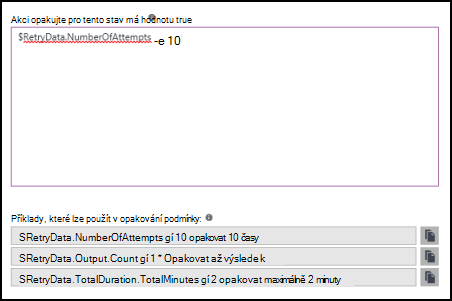 Akci opakujte pro tento stav má hodnotu true
$RetryData.NumberOfAttempts -e 10
Příklady, které lze použít v opakování podmínky:
SRetryData.NumberOfAttempts gí 10 opakovat 10 časy
SRetryData.Output.Count gí 1 " Opakovat až výslede k
SRetryData.TotalDuration.TotalMinutes gí 2 opakovat maximálně 2 minuty